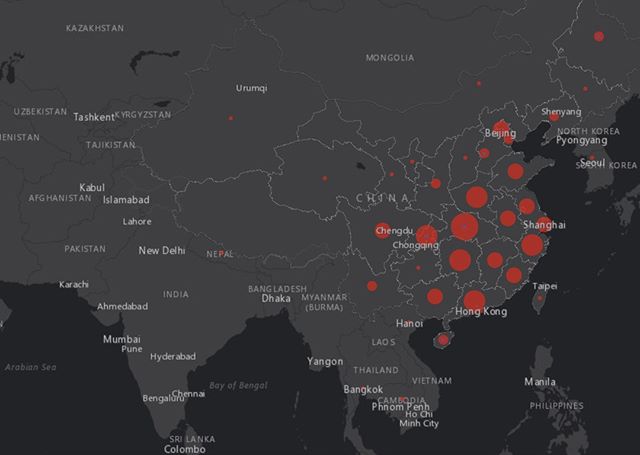 KAZAKHSTAN
MONGOLIA
Urumqi
UZBEKISTAN
Tashkent
KYRGYZSTAN
Shenyang
Beijing
NORTH KOREA
Pyongyang
MENISTAN
TAJIKISTAN
Seoul
SOUTH KOREA
Kabul
AFGHANISTAN
Islamabad
CHINA
Lahore
Shanghai
Chengdu
Chongqing
PAKISTAN
New Delhi
NEPAL
Karachi
BANGLADESH
Dhaka
Taipei
INDIA
MYANMAR
(BURMA)
Ahmedabad
Hong Kong
Hanoi
Mumbai
Pune
LAOS
Hyderabad
Yangon
Arabian Sea
THAILAND
Bay of Bengal
Bangkok
VIETNAM
Manila
Chennai
Bengaluru
CAMBODIA
Phnom Penh
PHILIPPINES
Ho Chi
Minh City
SRI LANKA
Colombo